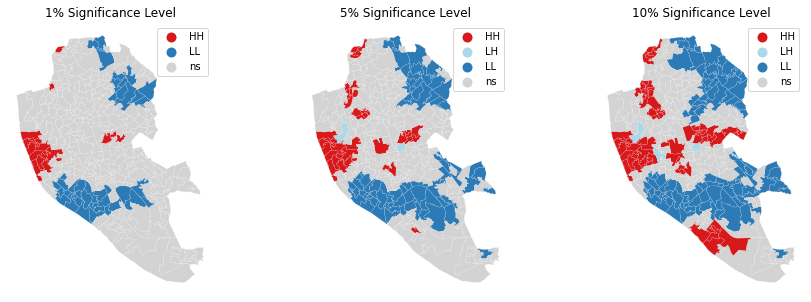 1% Significance Level
HH
LL
ns
5% Significance Level
HH
LH
LL
ns
10% Significance Level
HH
LH
LL
ns